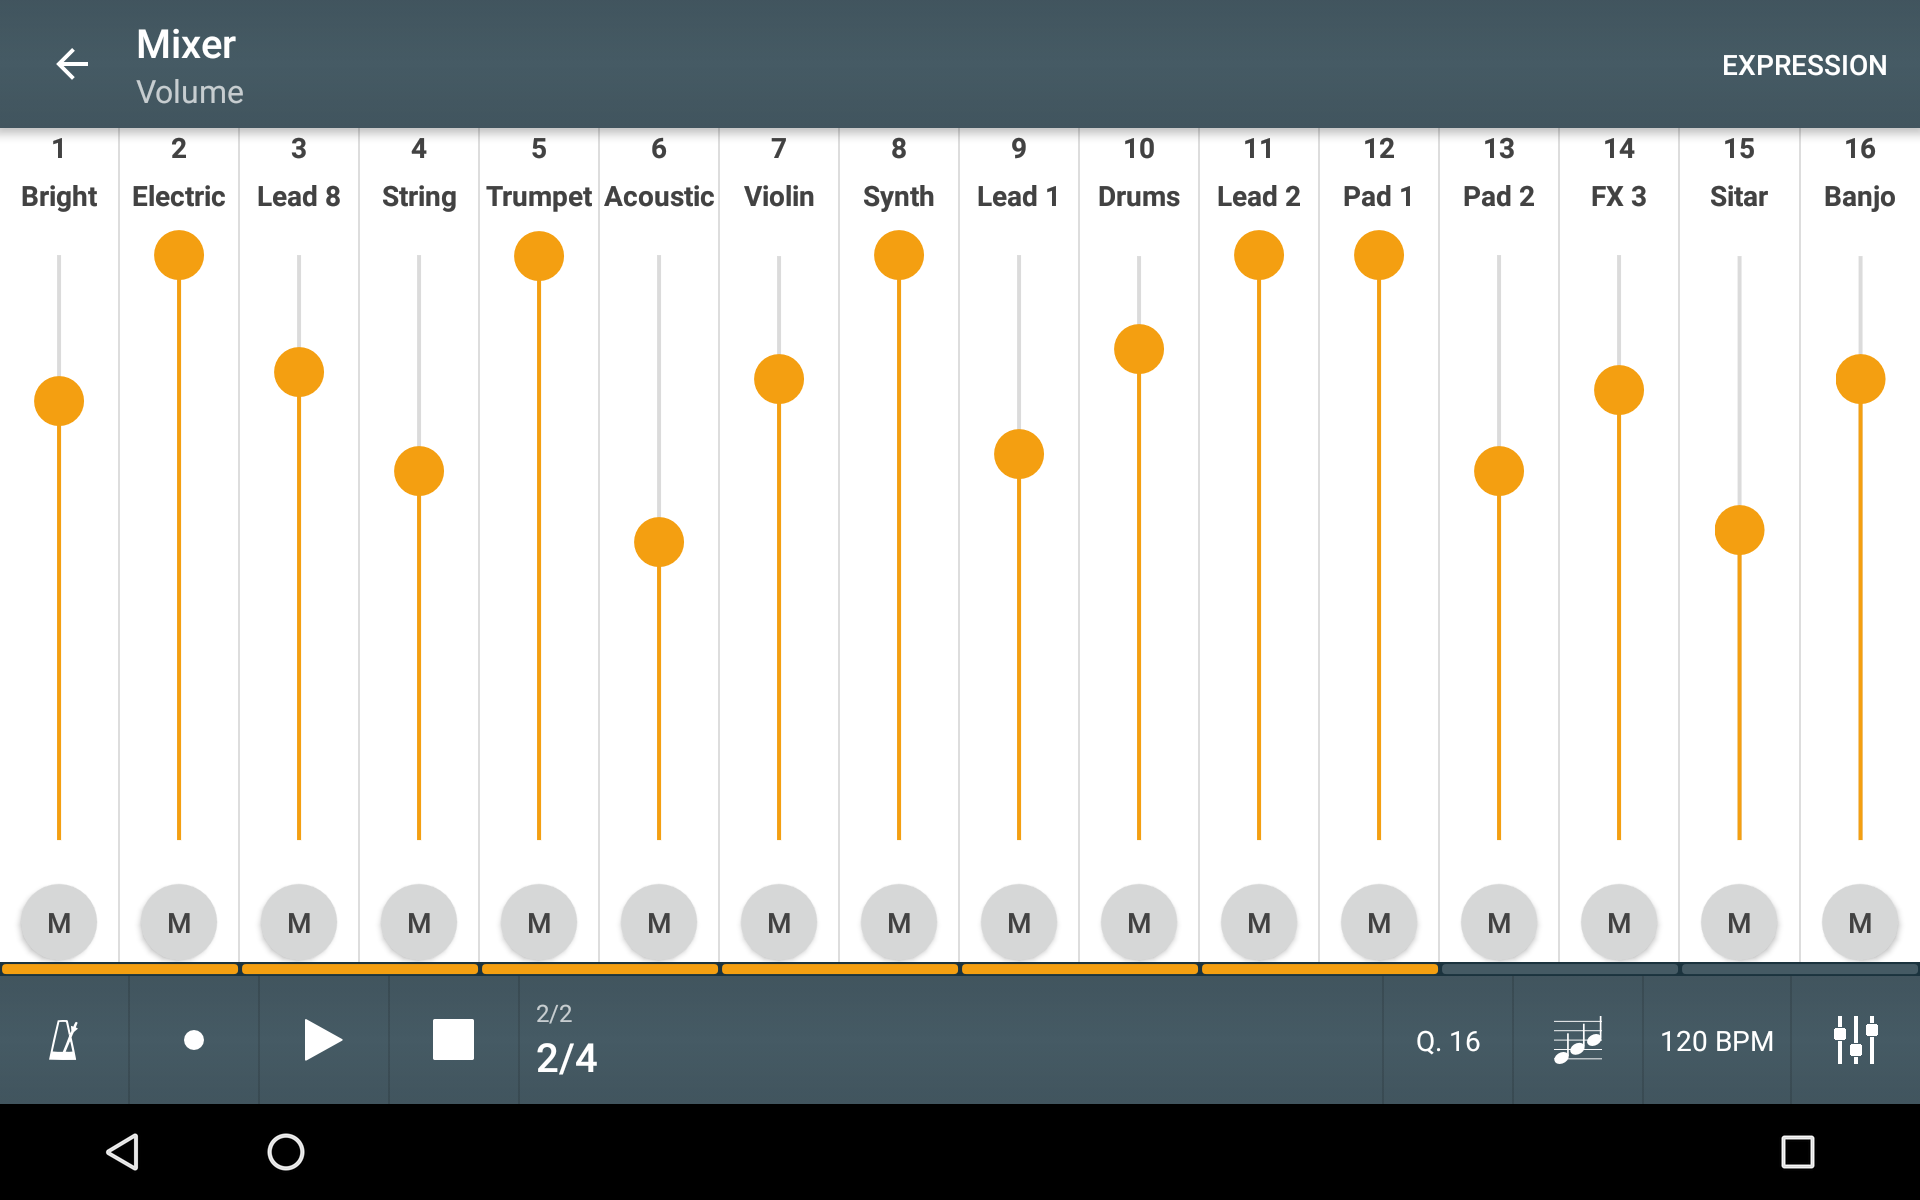 Mixer
Volume
EXPRESSION
1 2 3 4 5 6 7 8 9 10 11 12 13 14 15 16
Bright Electric Lead 8 String Trumpet Acoustic Violin Synth Lead 1 Drums Lead 2 Pad 1 Pad 2 FX 3 Sitar Banjo
M M M M M M M M M M M M M M M M
2/2
2/4
Q. 16
120 BPM